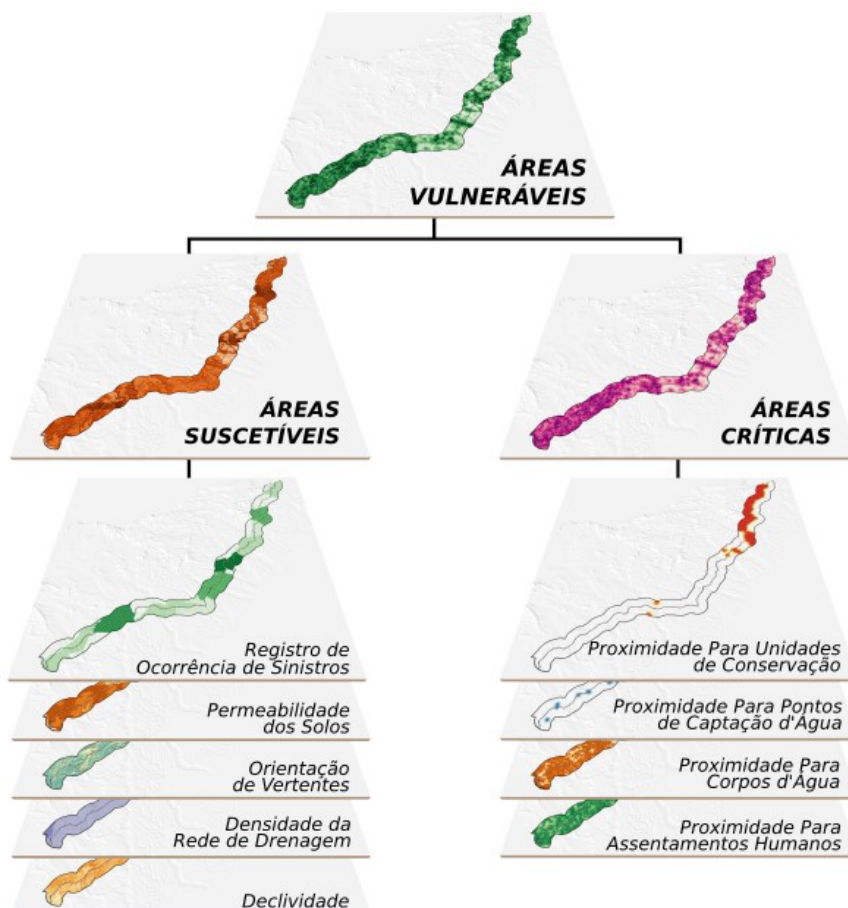 ÁREAS
VULNERÁVEIS
ÁREAS
SUSCETÍVEIS
ÁREAS
CRÍTICAS
Registro de
Ocorrência de Sinistros
Proximidade Para Unidades
de Conservação
Permeabilidade
dos Solos
Proximidade Para Pontos
de Captação d'Água
Orientação
de Vertentes
Proximidade Para
Corpos d'Água
Densidade da
Rede de Drenagem
Proximidade Para
Assentamentos Humanos
Declividade